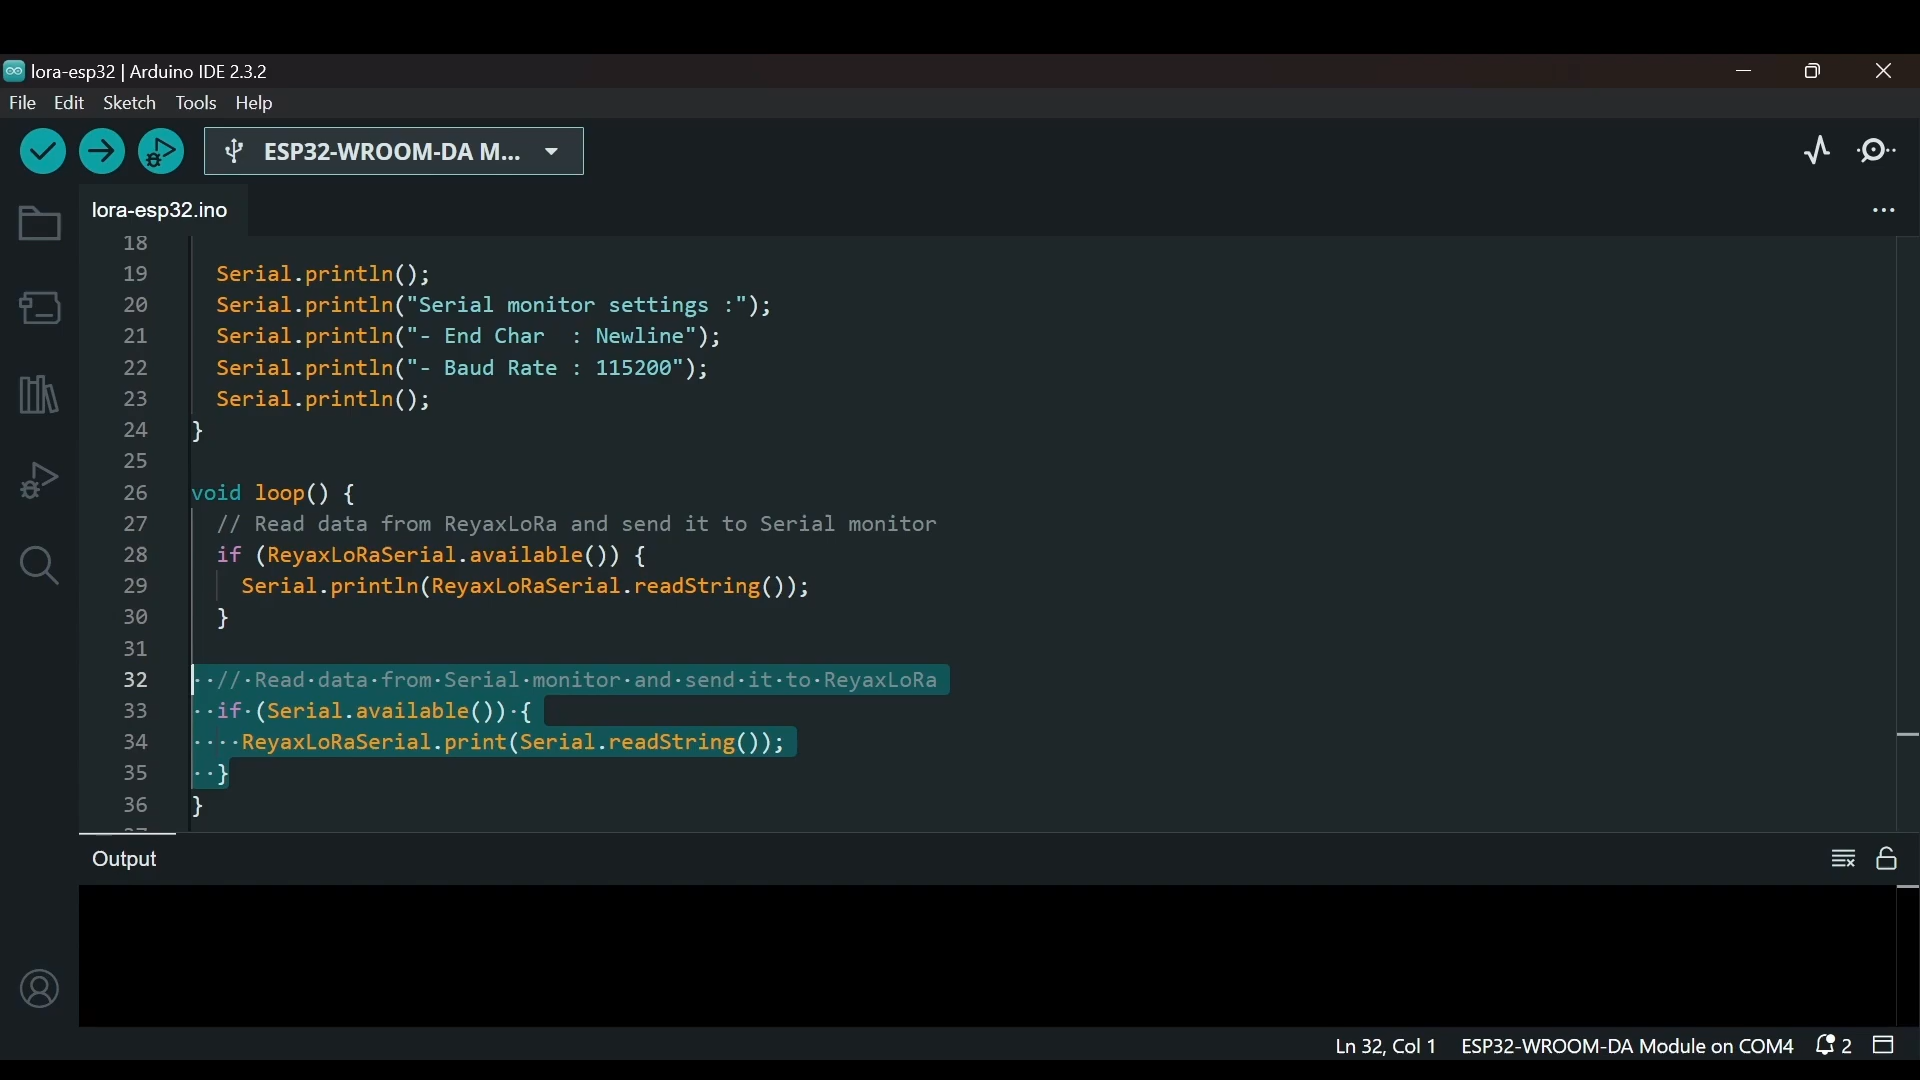 lora-esp32 | Arduino IDE 2.3.2
File Edit Sketch Tools Help
ESP32-WROOM-DA M...
lora-esp32.ino
18
19 Serial.println();
20 Serial.println("Serial monitor settings :");
21 Serial.println("- End Char  : Newline");
22 Serial.println("- Baud Rate : 115200");
23 Serial.println();
24 }
25
26 void loop() {
27 // Read data from ReyaxLoRa and send it to Serial monitor
28 if (ReyaxLoRaSerial.available()) {
29 Serial.println(ReyaxLoRaSerial.readString());
30 }
31
32 // Read data from Serial monitor and send it to ReyaxLoRa
33 if (Serial.available()) {
34 ReyaxLoRaSerial.print(Serial.readString());
35 }
36 }
Output
Ln 32, Col 1 ESP32-WROOM-DA Module on COM4 2